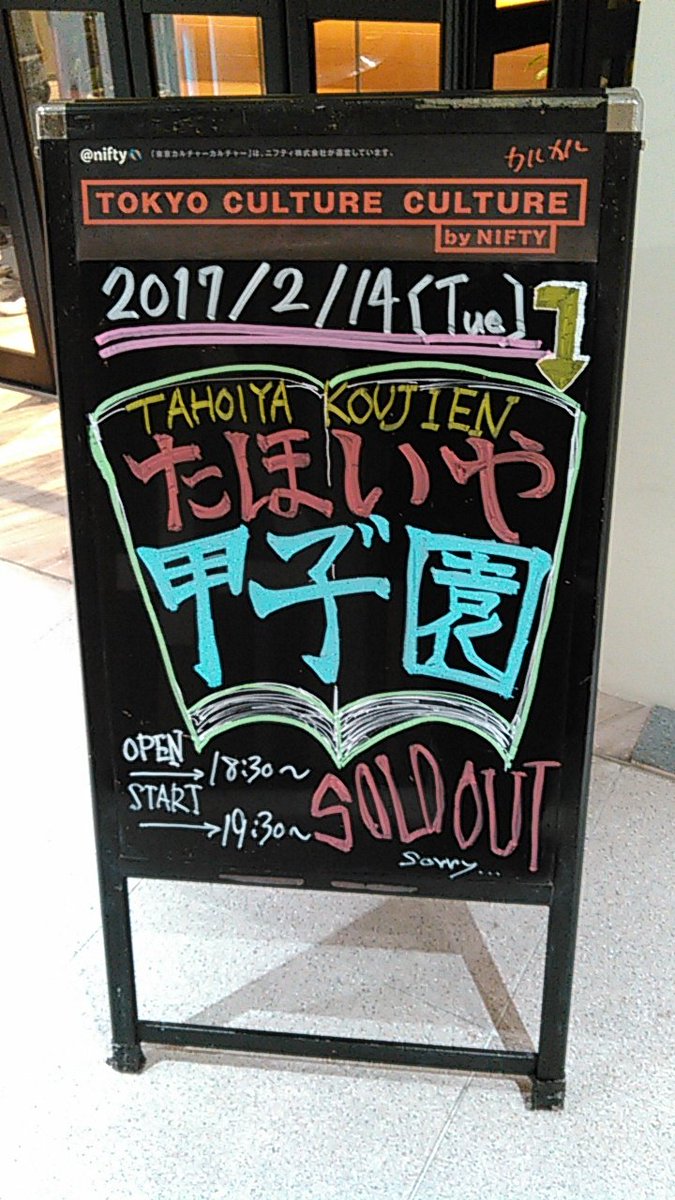 @nifty 「東京カルチャーカルチャー」は、ニフティ株式会社が運営しています。
カルカル
TOKYO CULTURE CULTURE
by NIFTY
2017/2/14(Tue)
TAHOIYA KOUJIEN
たほいや
甲子園
OPEN
18:30～
START
19:30～
SOLD OUT
sorry...